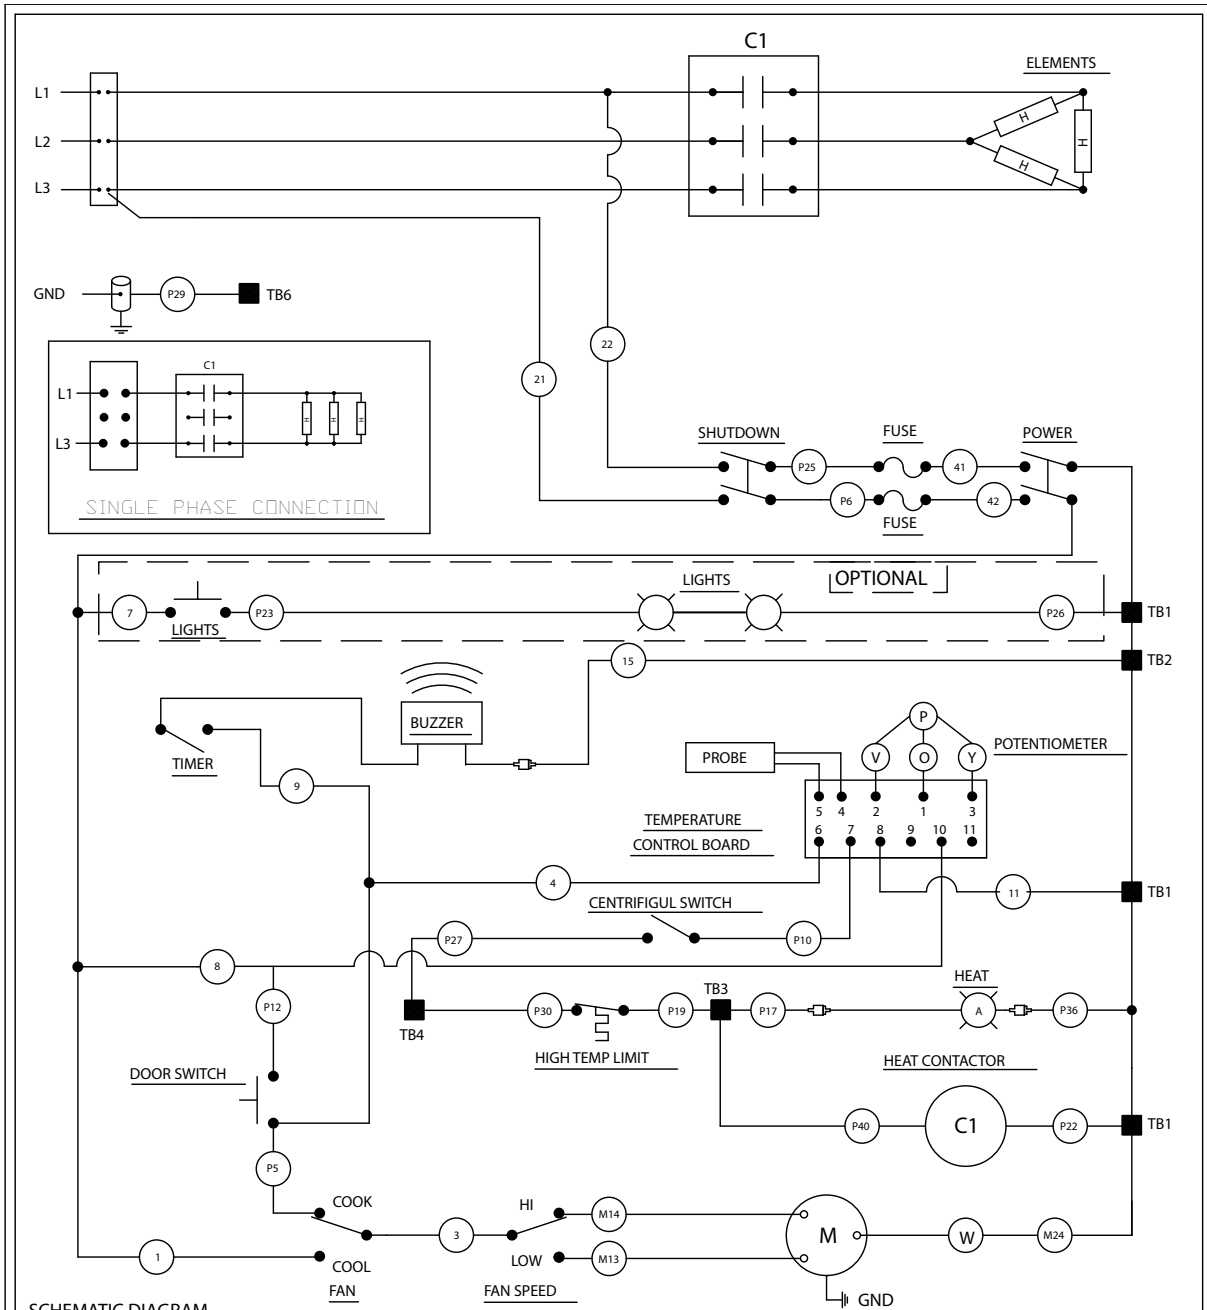 C1
ELEMENTS
L1
H
L2
H
H
L3
GND
P29
TB6
22
C1
21
L1
H
H
H
L3
SHUTDOWN
FUSE
POWER
P25
41
SINGLE PHASE CONNECTION
P6
42
FUSE
LIGHTS
OPTIONAL
7
P23
P26
TB1
LIGHTS
15
TB2
BUZZER
P
POTENTIOMETER
TIMER
PROBE
V
O
Y
9
5
4
2
1
3
TEMPERATURE
6
7
8
9
10
11
CONTROL BOARD
4
11
TB1
CENTRIFIGUL SWITCH
P27
P10
8
HEAT
P12
TB3
P30
P19
P17
A
P36
TB4
HIGH TEMP LIMIT
HEAT CONTACTOR
DOOR SWITCH
P40
C1
P22
TB1
P5
COOK
HI
M14
3
M
W
M24
1
LOW
M13
COOL
FAN
FAN SPEED
GND
SCHEMATIC DIAGRAM